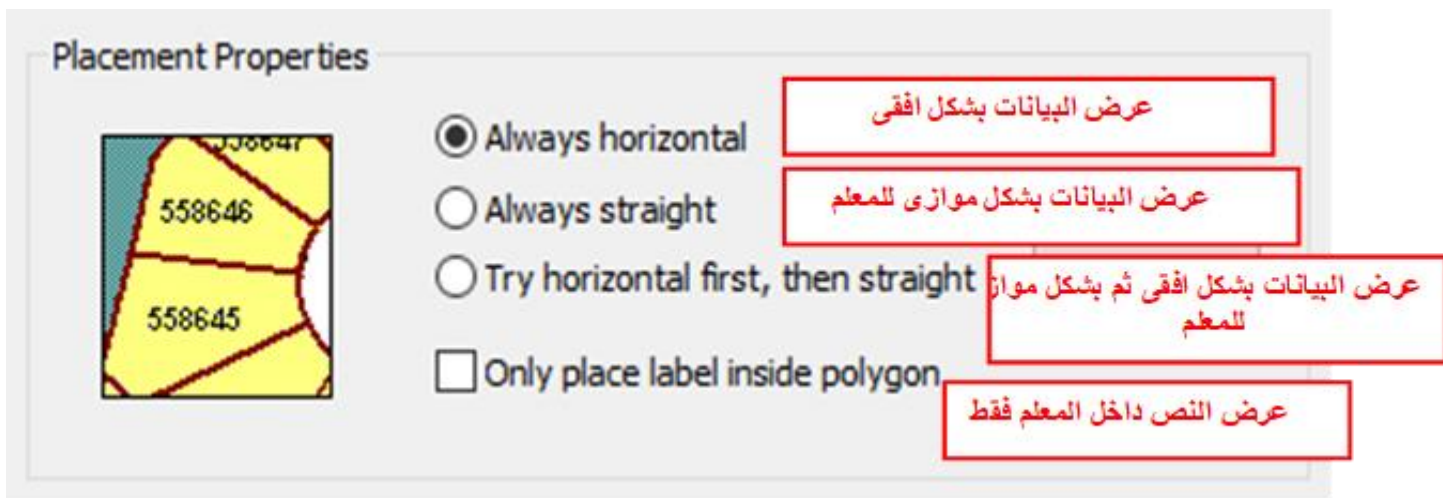 Placement Properties
Always horizontal
عرض البيانات بشكل افقى
Always straight
عرض البيانات بشكل موازى للمعلم
Try horizontal first, then straight
عرض البيانات بشكل افقى ثم بشكل مواز
للمعلم
Only place label inside polygon
عرض النص داخل المعلم فقط
558647
558646
558645